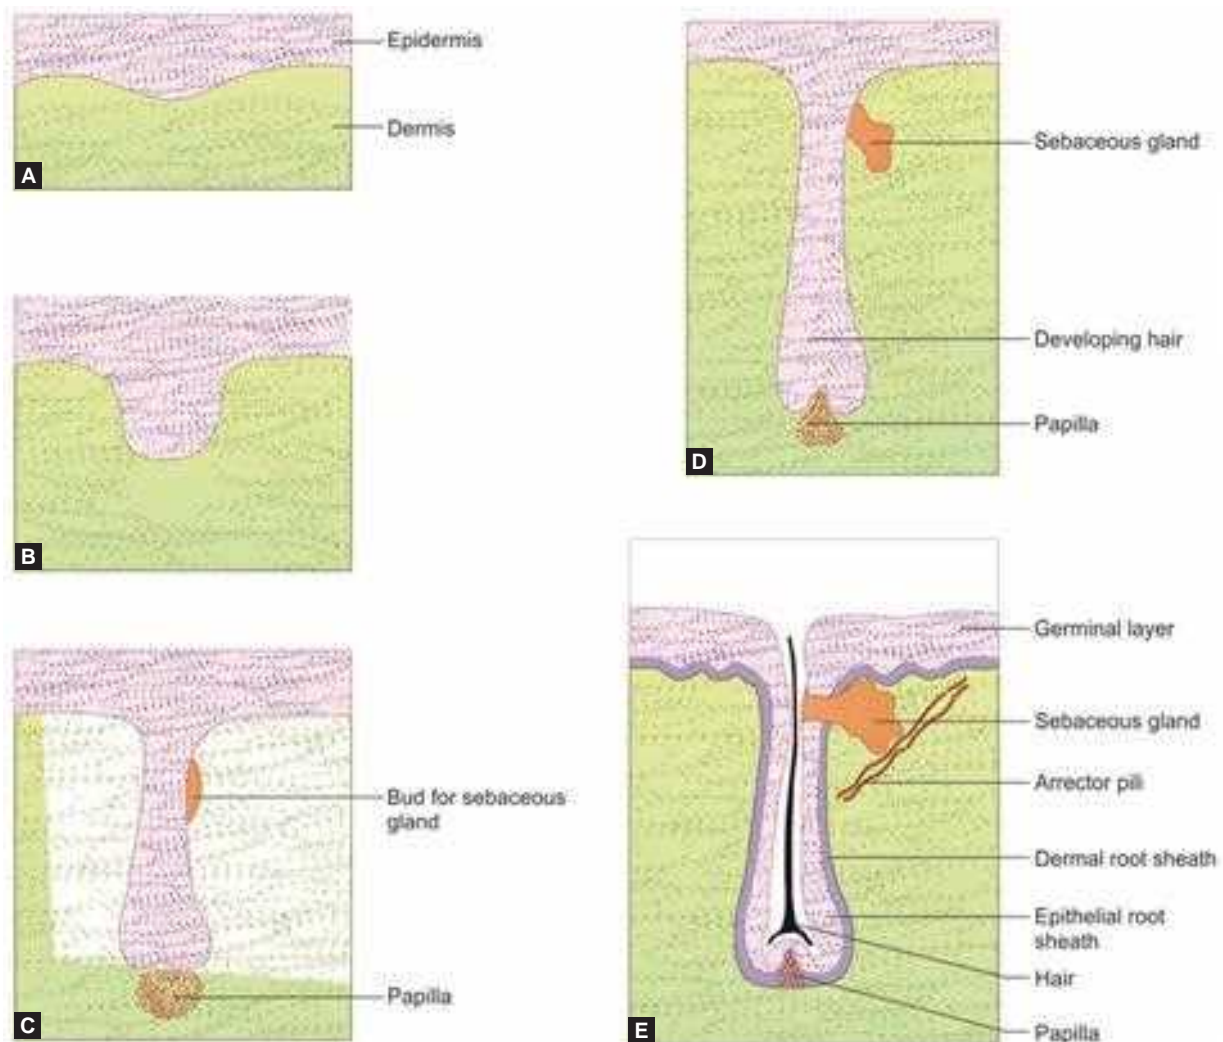 Epidermis
Dermis
A
B
Bud for sebaceous
gland
Papilla
C
Sebaceous gland
Developing hair
Papilla
D
Germinal layer
Sebaceous gland
Arrector pili
Dermal root sheath
Epithelial root
sheath
Hair
Papilla
E